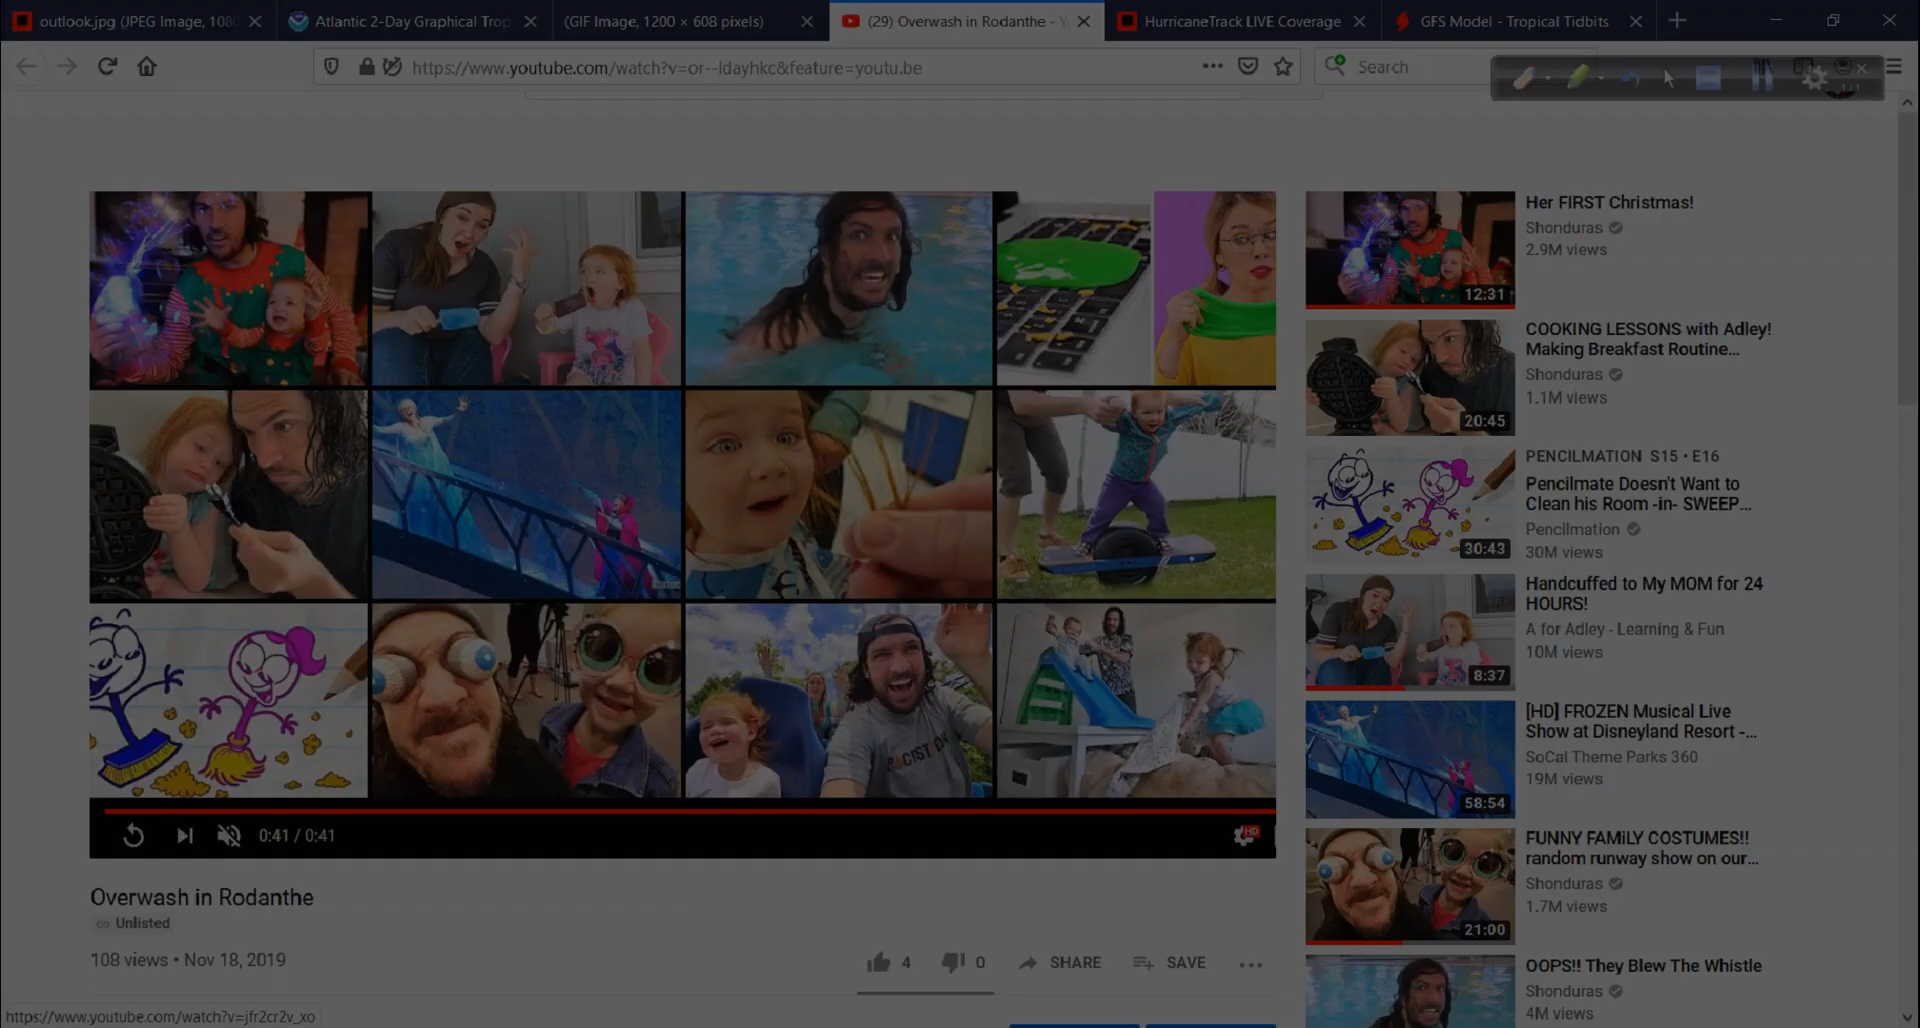 outlook.jpg (JPEG Image, 108
Atlantic 2-Day Graphical Trop
(GIF Image, 1200 × 608 pixels)
(29) Overwash in Rodanthe - Y
HurricaneTrack LIVE Coverage
GFS Model - Tropical Tidbits
https://www.youtube.com/watch?v=or--Idayhkc&feature=youtu.be
Search
1/1
Her FIRST Christmas!
Shonduras
2.9M views
12:31
COOKING LESSONS with Adley!
Making Breakfast Routine...
Shonduras
1.1M views
20:45
PENCILMATION S15 • E16
Pencilmate Doesn't Want to
Clean his Room -in- SWEEP...
Pencilmation
30M views
30:43
Handcuffed to My MOM for 24
HOURS!
A for Adley - Learning & Fun
10M views
8:37
[HD] FROZEN Musical Live
Show at Disneyland Resort -...
SoCal Theme Parks 360
19M views
58:54
FUNNY FAMiLY COSTUMES!!
random runway show on our...
Shonduras
1.7M views
21:00
OOPS!! They Blew The Whistle
Shonduras
4M views
0:41 / 0:41
HD
Overwash in Rodanthe
Unlisted
108 views • Nov 18, 2019
4
0
SHARE
SAVE
https://www.youtube.com/watch?v=jfr2cr2v_xo